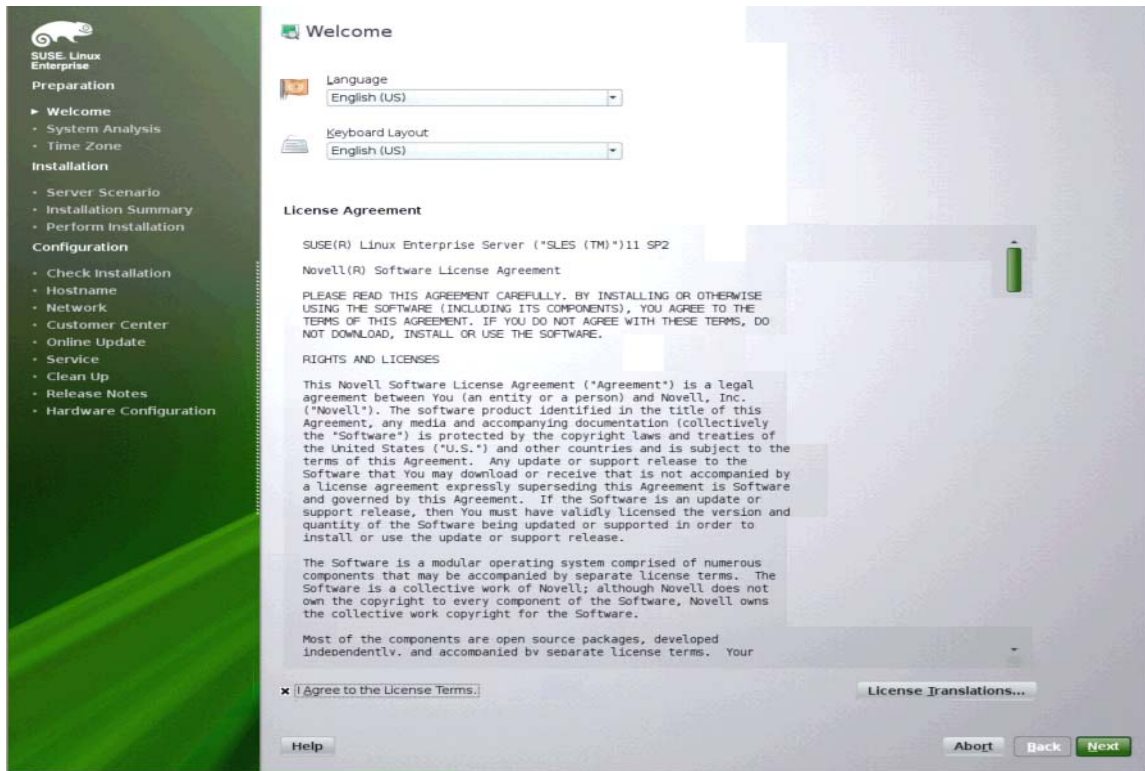 SUSE. Linux
Enterprise
Preparation
Welcome
System Analysis
Time Zone
Installation
Server Scenario
Installation Summary
Perform Installation
Configuration
Check Installation
Hostname
Network
Customer Center
Online Update
Service
Clean Up
Release Notes
Hardware Configuration
Welcome
Language
English (US)
Keyboard Layout
English (US)
License Agreement
SUSE(R) Linux Enterprise Server ("SLES (TM)")11 SP2
Novell(R) Software License Agreement
PLEASE READ THIS AGREEMENT CAREFULLY. BY INSTALLING OR OTHERWISE
USING THE SOFTWARE (INCLUDING ITS COMPONENTS), YOU AGREE TO THE
TERMS OF THIS AGREEMENT. IF YOU DO NOT AGREE WITH THESE TERMS, DO
NOT DOWNLOAD, INSTALL OR USE THE SOFTWARE.
RIGHTS AND LICENSES
This Novell Software License Agreement ("Agreement") is a legal
agreement between You (an entity or a person) and Novell, Inc.
("Novell"). The software product identified in the title of this
Agreement, any media and accompanying documentation (collectively
the "Software") is protected by the copyright laws and treaties of
the United States ("U.S.") and other countries and is subject to the
terms of this Agreement.  Any update or support release to the
Software that You may download or receive that is not accompanied by
a license agreement expressly superseding this Agreement is Software
and governed by this Agreement.  If the Software is an update or
support release, then You must have validly licensed the version and
quantity of the Software being updated or supported in order to
install or use the update or support release.
The Software is a modular operating system comprised of numerous
components that may be accompanied by separate license terms.  The
Software is a collective work of Novell; although Novell does not
own the copyright to every component of the Software, Novell owns
the collective work copyright for the Software.
Most of the components are open source packages, developed
independently, and accompanied by separate license terms.  Your
I Agree to the License Terms.
License Translations...
Help
Abort
Back
Next